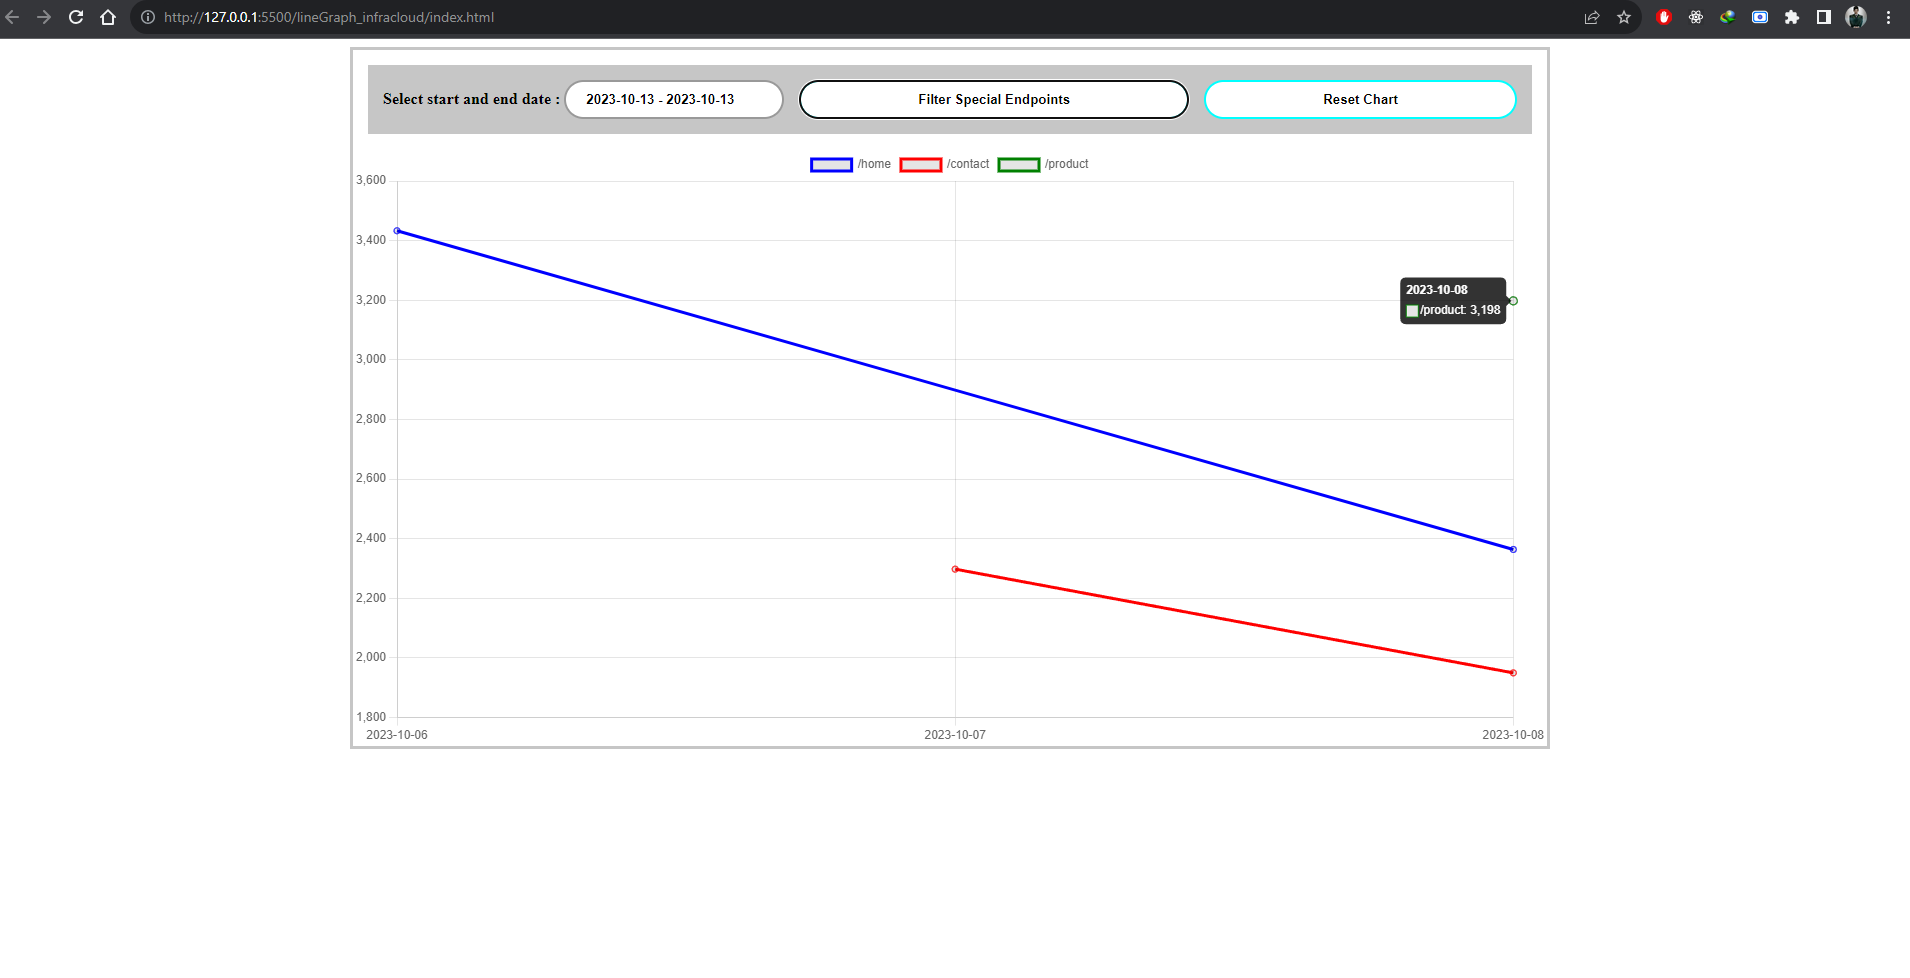 http://127.0.0.1:5500/lineGraph_infracloud/index.html
Select start and end date : 2023-10-13 - 2023-10-13 Filter Special Endpoints Reset Chart
/home /contact /product
3,600
3,400
3,200
3,000
2,800
2,600
2,400
2,200
2,000
1,800
2023-10-08
/product: 3,198
2023-10-06 2023-10-07 2023-10-08